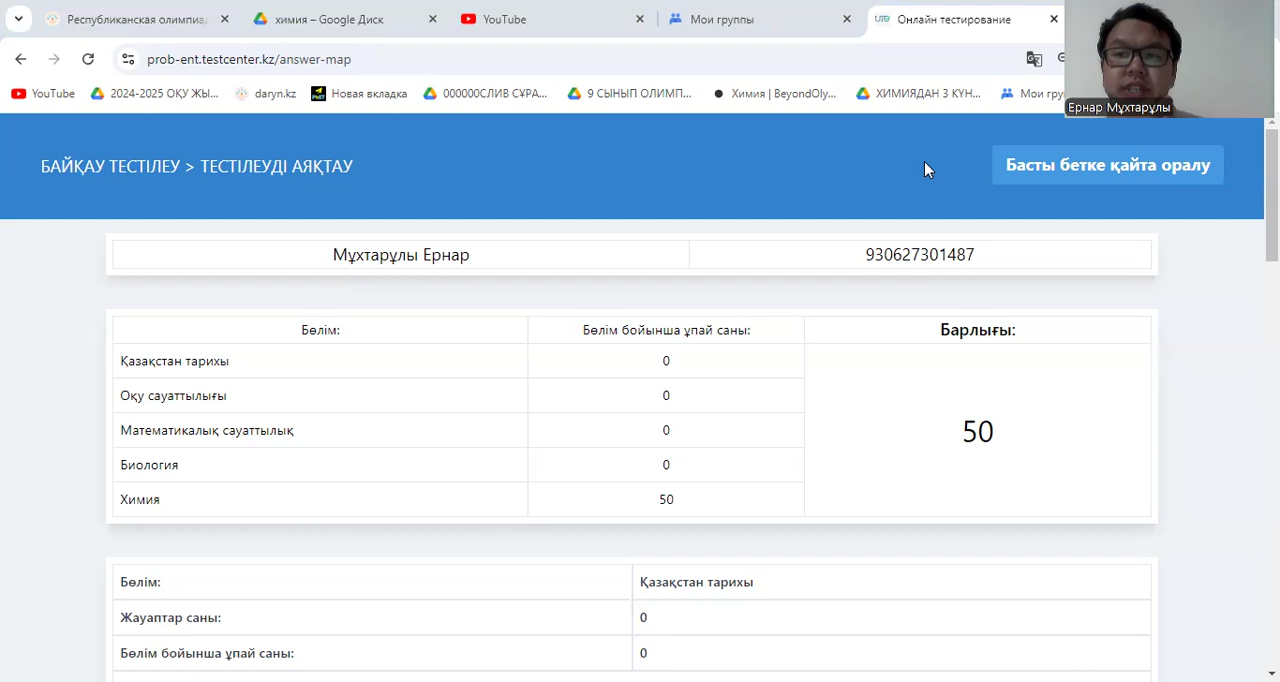 Республиканская олимпиад
химия – Google Диск
YouTube
Мои группы
Онлайн тестирование
prob-ent.testcenter.kz/answer-map
YouTube
2024-2025 ОҚУ ЖЫ...
daryn.kz
Новая вкладка
000000СЛИВ СҰРА...
9 СЫНЫП ОЛИМП...
Химия | BeyondOly...
ХИМИЯДАН 3 КҮН...
Мои гру
Ернар Мұхтарұлы
БАЙҚАУ ТЕСТІЛЕУ > ТЕСТІЛЕУДІ АЯҚТАУ
Басты бетке қайта оралу
Мұхтарұлы Ернар
930627301487
Бөлім:
Бөлім бойынша ұпай саны:
Барлығы:
Қазақстан тарихы
0
Оқу сауаттылығы
0
Математикалық сауаттылық
0
50
Биология
0
Химия
50
Бөлім:
Қазақстан тарихы
Жауаптар саны:
0
Бөлім бойынша ұпай саны:
0